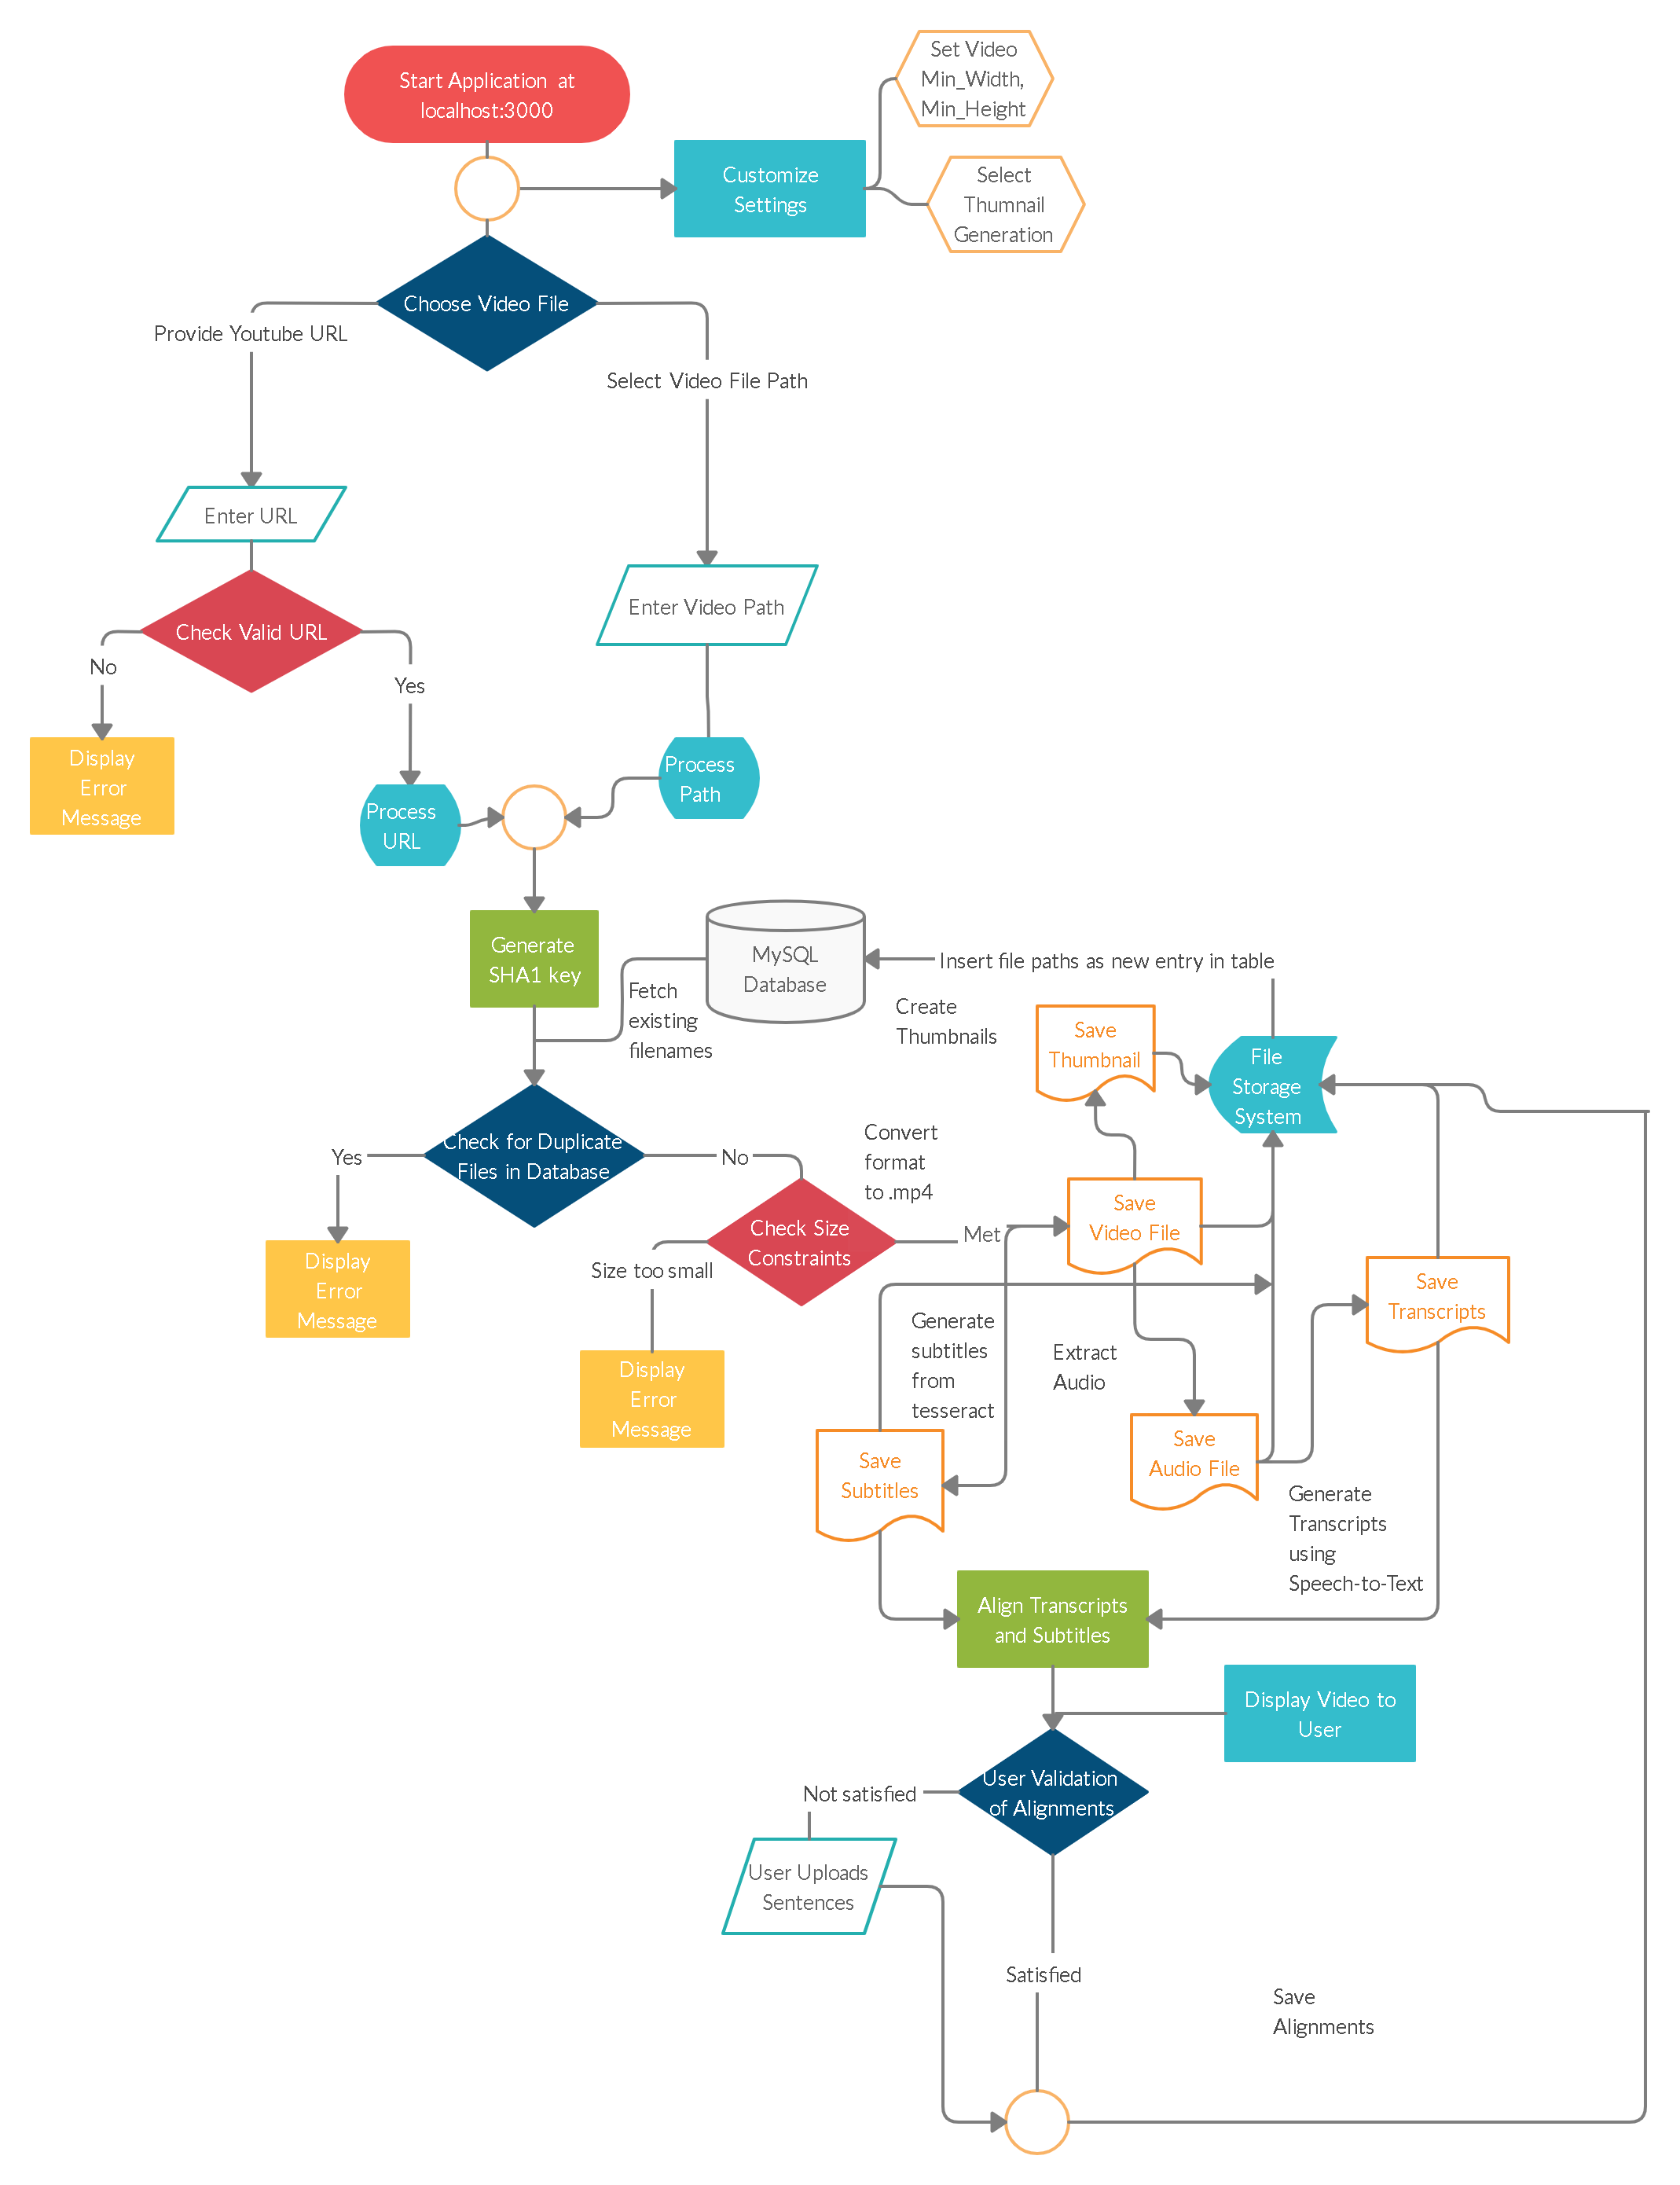 Start Application at
localhost:3000
Set Video
Min_Width,
Min_Height
Customize
Settings
Select
Thumnail
Generation
Choose Video File
Provide Youtube URL
Select Video File Path
Enter URL
Enter Video Path
Check Valid URL
No
Yes
Display
Error
Message
Process
URL
Process
Path
Generate
SHA1 key
MySQL
Database
Fetch
existing
filenames
Insert file paths as new entry in table
Create
Thumbnails
Save
Thumbnail
File
Storage
System
Check for Duplicate
Files in Database
Yes
No
Convert
format
to .mp4
Display
Error
Message
Check Size
Constraints
Met
Save
Video File
Size too small
Display
Error
Message
Generate
subtitles
from
tesseract
Extract
Audio
Save
Transcripts
Save
Subtitles
Save
Audio File
Generate
Transcripts
using
Speech-to-Text
Align Transcripts
and Subtitles
Display Video to
User
User Validation
of Alignments
Not satisfied
User Uploads
Sentences
Satisfied
Save
Alignments